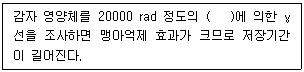 감자 영양체를 20000 rad 정도의 (   )에 의한 γ
선을 조사하면 맹아억제 효과가 크므로 저장기간
이 길어진다.